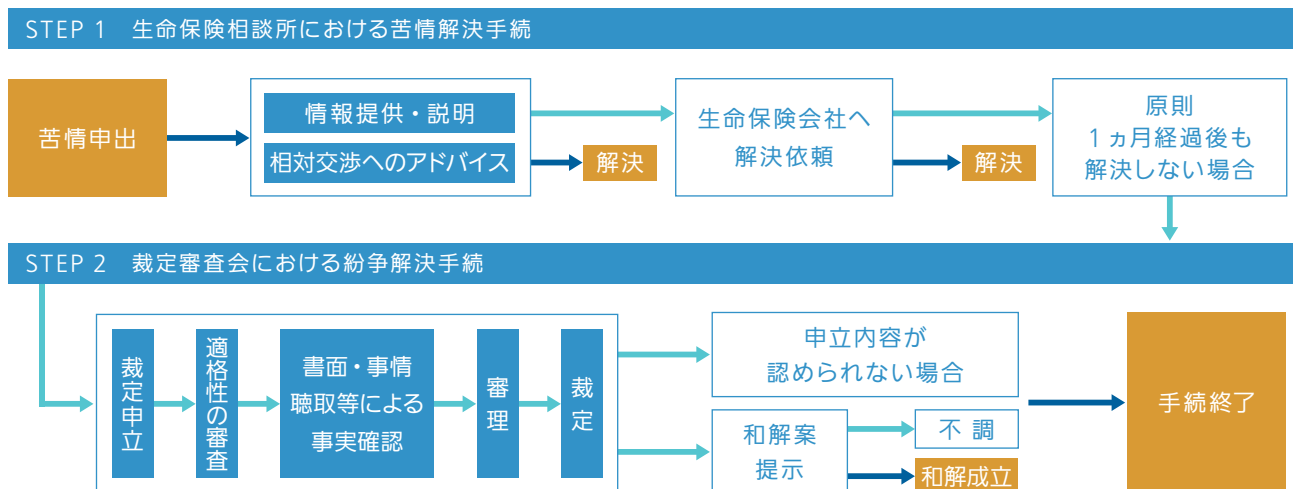 STEP 1 生命保険相談所における苦情解決手続
苦情申出
情報提供・説明
相対交渉へのアドバイス
解決
生命保険会社へ
解決依頼
解決
原則
1ヵ月経過後も
解決しない場合
STEP 2 裁定審査会における紛争解決手続
裁定申立
適格性の審査
書面・事情
聴取等による
事実確認
審理
裁定
申立内容が
認められない場合
和解案
提示
不調
和解成立
手続終了